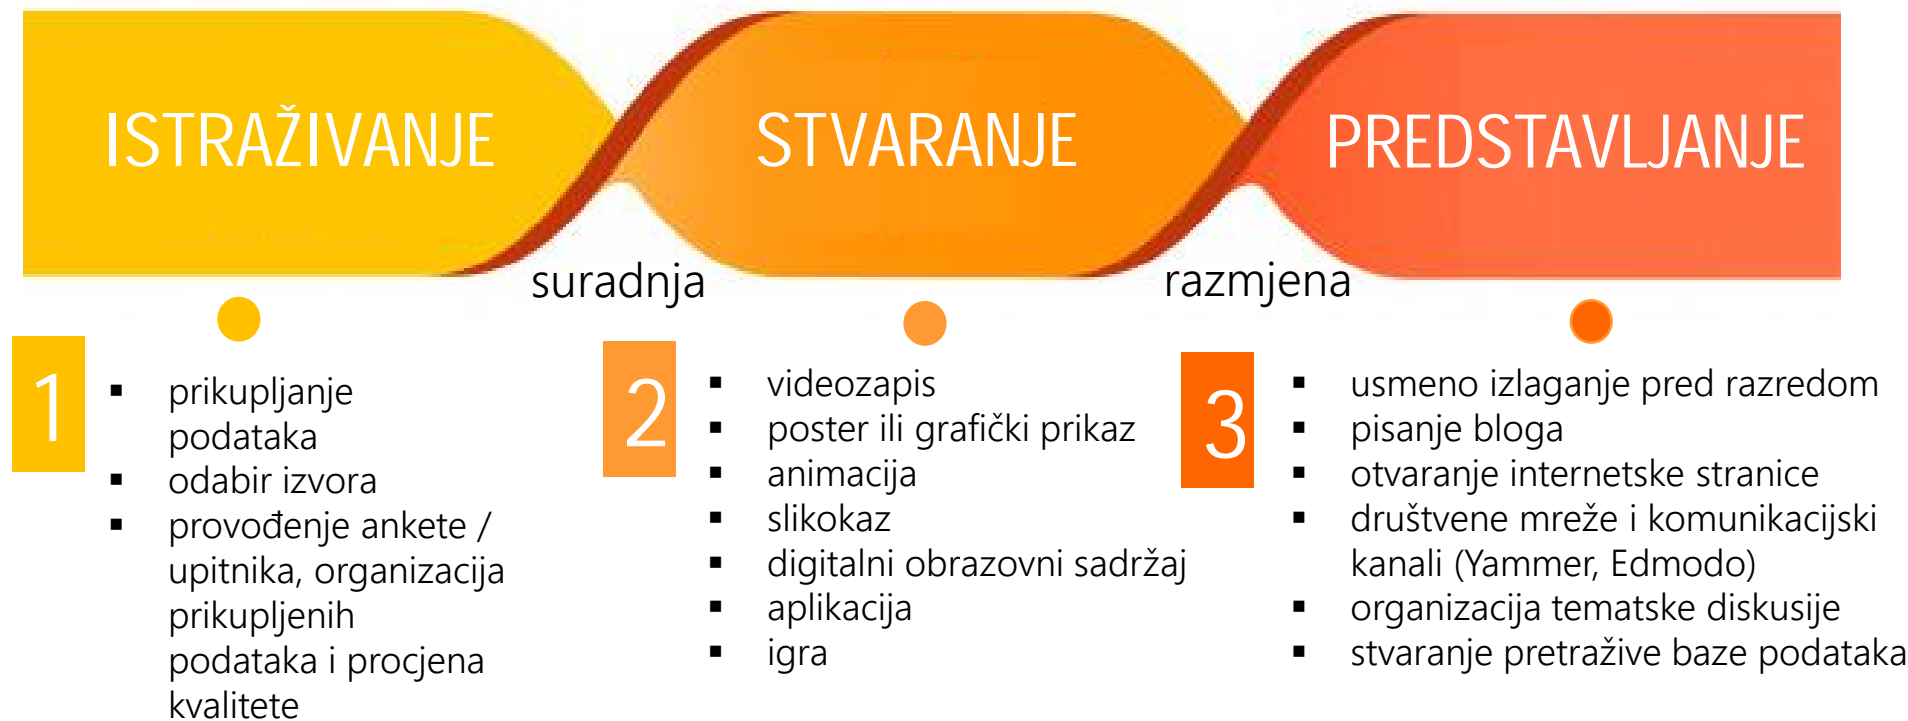 ISTRAŽIVANJE
STVARANJE
PREDSTAVLJANJE
suradnja
razmjena
1
▪ prikupljanje
podataka
▪ odabir izvora
▪ provođenje ankete /
upitnika, organizacija
prikupljenih
podataka i procjena
kvalitete
2
▪ videozapis
▪ poster ili grafički prikaz
▪ animacija
▪ slikokaz
▪ digitalni obrazovni sadržaj
▪ aplikacija
▪ igra
3
▪ usmeno izlaganje pred razredom
▪ pisanje bloga
▪ otvaranje internetske stranice
▪ društvene mreže i komunikacijski
kanali (Yammer, Edmodo)
▪ organizacija tematske diskusije
▪ stvaranje pretražive baze podataka